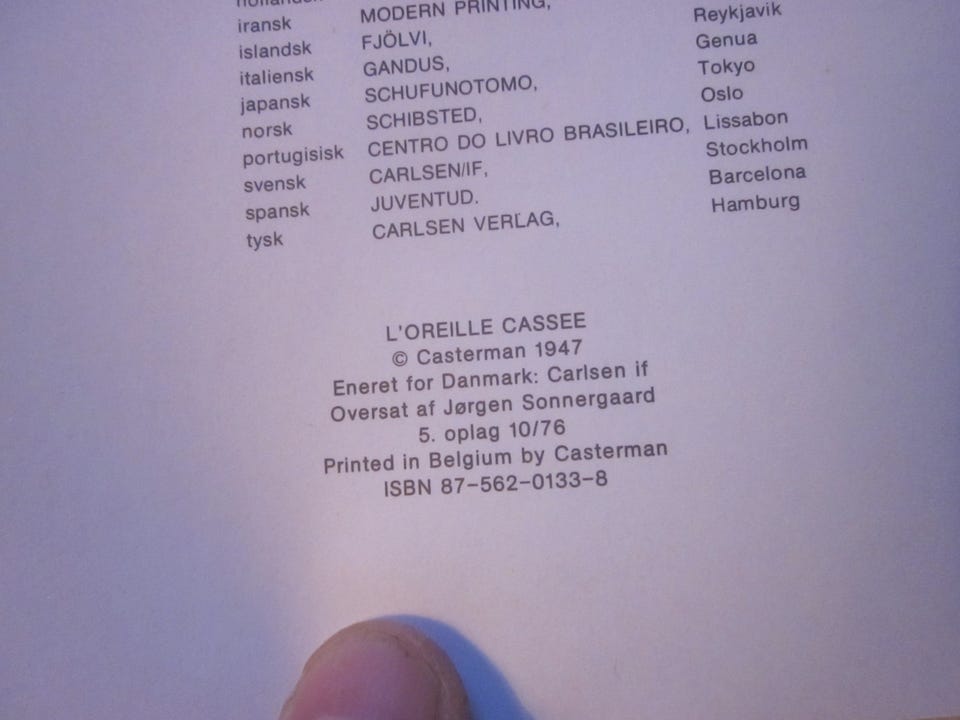 iransk MODERN PRINTING,
islandsk FJÖLVI, Reykjavik
italiensk GANDUS, Genua
japansk SCHUFUNOTOMO, Tokyo
norsk SCHIBSTED, Oslo
portugisisk CENTRO DO LIVRO BRASILEIRO, Lissabon
svensk CARLSEN/IF, Stockholm
spansk JUVENTUD. Barcelona
tysk CARLSEN VERLAG, Hamburg
L'OREILLE CASSEE
© Casterman 1947
Eneret for Danmark: Carlsen if
Oversat af Jørgen Sonnergaard
5. oplag 10/76
Printed in Belgium by Casterman
ISBN 87-562-0133-8